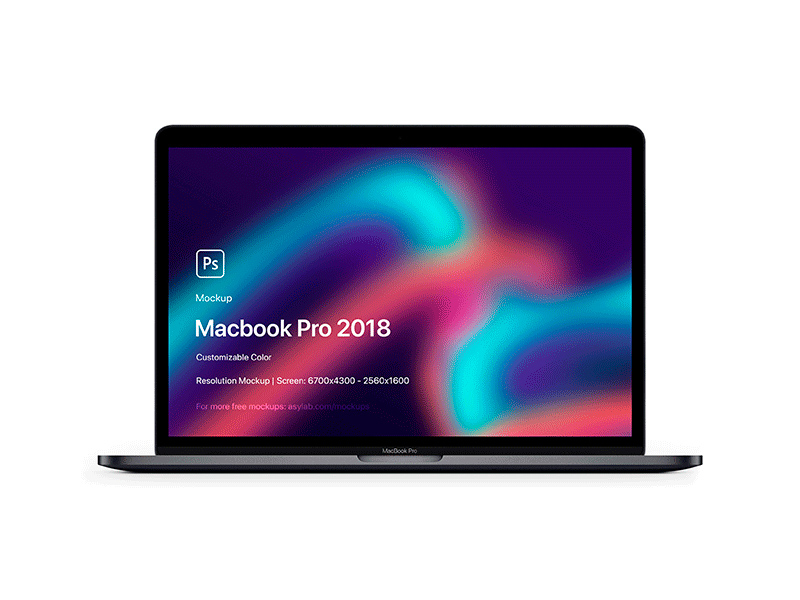 Ps
Mockup
Macbook Pro 2018
Customizable Color
Resolution Mockup | Screen: 6700x4300 - 2560x1600
For more free mockups: asylab.com/mockups
MacBook Pro